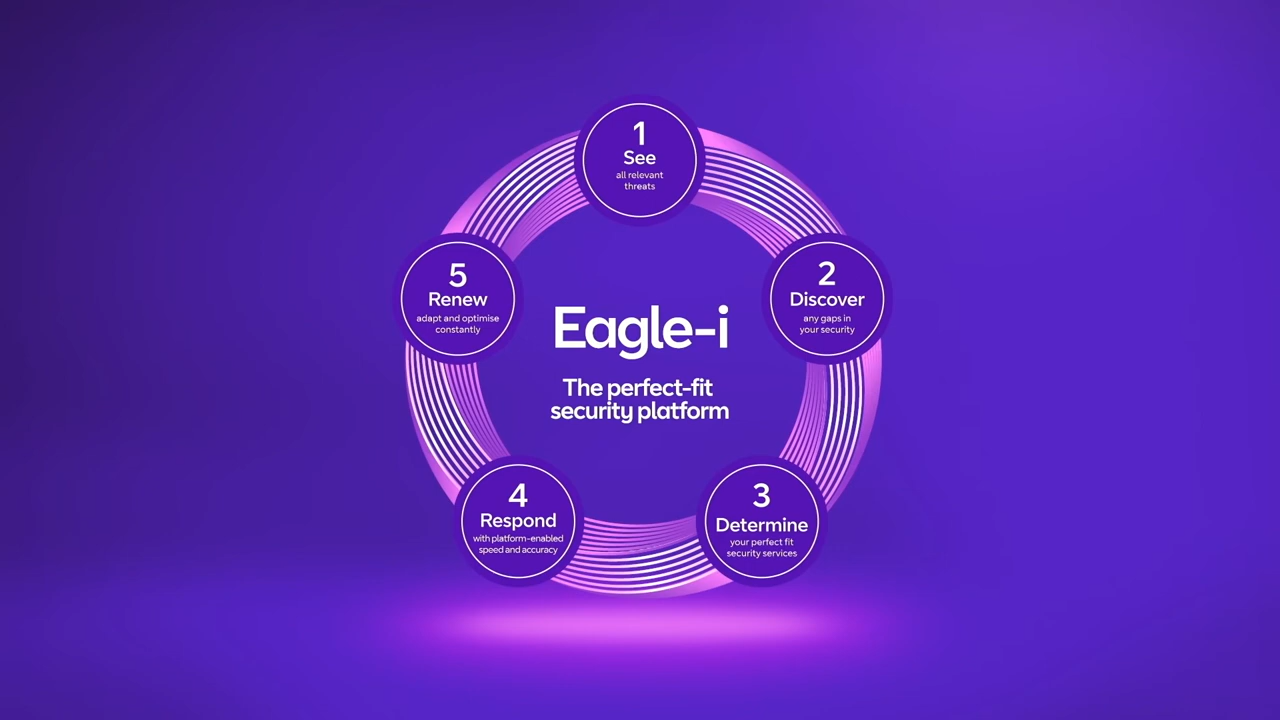 1
See
all relevant
threats
2
Discover
any gaps in
your security
3
Determine
your perfect fit
security services
4
Respond
with platform-enabled
speed and accuracy
5
Renew
adapt and optimise
constantly
Eagle-i
The perfect-fit
security platform